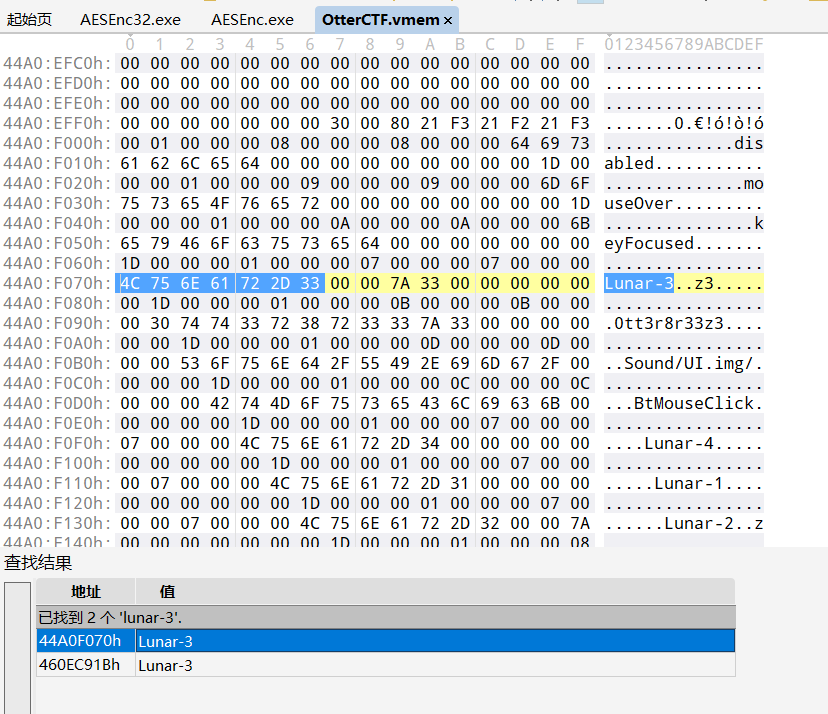 起始页 AESEnc32.exe AESEnc.exe OtterCTF.vmem ×
0 1 2 3 4 5 6 7 8 9 A B C D E F 0123456789ABCDEF
44A0:EFC0h: 00 00 00 00 00 00 00 00 00 00 00 00 00 00 00 00 ................
44A0:EFD0h: 00 00 00 00 00 00 00 00 00 00 00 00 00 00 00 00 ................
44A0:EFE0h: 00 00 00 00 00 00 00 00 00 00 00 00 00 00 00 00 ................
44A0:EFF0h: 00 00 00 00 00 00 00 30 00 80 21 F3 21 F2 21 F3 .......0.€!ó!ò!ó
44A0:F000h: 00 01 00 00 00 08 00 00 00 08 00 00 00 64 69 73 .............dis
44A0:F010h: 61 62 6C 65 64 00 00 00 00 00 00 00 00 00 1D 00 abled...........
44A0:F020h: 00 00 01 00 00 00 09 00 00 00 09 00 00 00 6D 6F ..............mo
44A0:F030h: 75 73 65 4F 76 65 72 00 00 00 00 00 00 00 00 1D useOver.........
44A0:F040h: 00 00 00 01 00 00 00 0A 00 00 00 0A 00 00 00 6B ...............k
44A0:F050h: 65 79 46 6F 63 75 73 65 64 00 00 00 00 00 00 00 eyFocused.......
44A0:F060h: 1D 00 00 00 01 00 00 00 07 00 00 00 07 00 00 00 ................
44A0:F070h: 4C 75 6E 61 72 2D 33 00 00 7A 33 00 00 00 00 00 Lunar-3..z3.....
44A0:F080h: 00 1D 00 00 00 01 00 00 00 0B 00 00 00 0B 00 00 ................
44A0:F090h: 00 30 74 74 33 72 38 72 33 33 7A 33 00 00 00 00 .0tt3r8r33z3....
44A0:F0A0h: 00 00 1D 00 00 00 01 00 00 00 0D 00 00 00 0D 00 ................
44A0:F0B0h: 00 00 53 6F 75 6E 64 2F 55 49 2E 69 6D 67 2F 00 ..Sound/UI.img/.
44A0:F0C0h: 00 00 00 1D 00 00 00 01 00 00 00 0C 00 00 00 0C ................
44A0:F0D0h: 00 00 00 42 74 4D 6F 75 73 65 43 6C 69 63 6B 00 ...BtMouseClick.
44A0:F0E0h: 00 00 00 00 1D 00 00 00 01 00 00 00 07 00 00 00 ................
44A0:F0F0h: 07 00 00 00 4C 75 6E 61 72 2D 34 00 00 00 00 00 ....Lunar-4.....
44A0:F100h: 00 00 00 00 00 1D 00 00 00 01 00 00 00 07 00 00 ................
44A0:F110h: 00 07 00 00 00 4C 75 6E 61 72 2D 31 00 00 00 00 .....Lunar-1....
44A0:F120h: 00 00 00 00 00 00 1D 00 00 00 01 00 00 00 07 00 ................
44A0:F130h: 00 00 07 00 00 00 4C 75 6E 61 72 2D 32 00 00 7A ......Lunar-2..z
44A0:F140h: 00 00 00 00 00 00 00 1D 00 00 00 01 00 00 00 08 ................
查找结果
地址 值
已找到 2 个 'lunar-3'.
44A0F070h Lunar-3
460EC91Bh Lunar-3